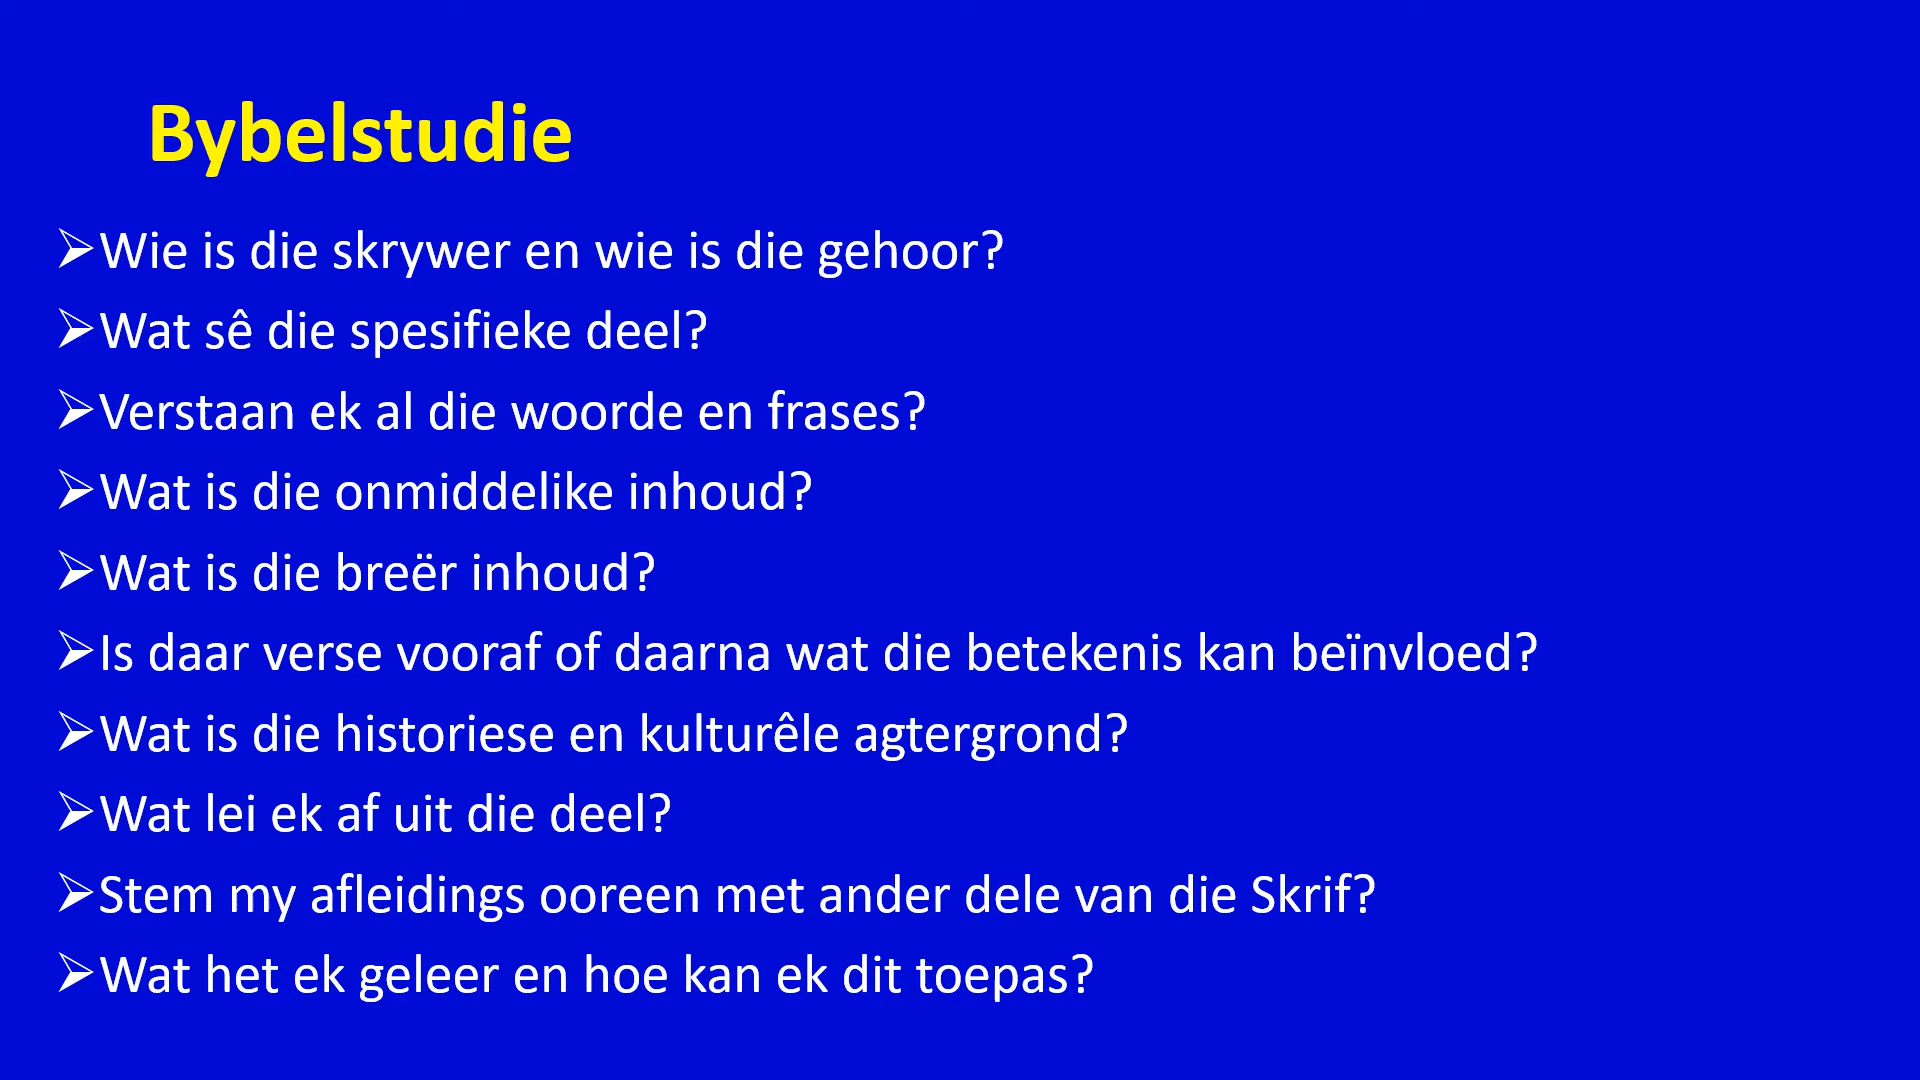 Bybelstudie
➢Wie is die skrywer en wie is die gehoor?
➢Wat sê die spesifieke deel?
➢Verstaan ek al die woorde en frases?
➢Wat is die onmiddelike inhoud?
➢Wat is die breër inhoud?
➢Is daar verse vooraf of daarna wat die betekenis kan beïnvloed?
➢Wat is die historiese en kulturêle agtergrond?
➢Wat lei ek af uit die deel?
➢Stem my afleidings ooreen met ander dele van die Skrif?
➢Wat het ek geleer en hoe kan ek dit toepas?